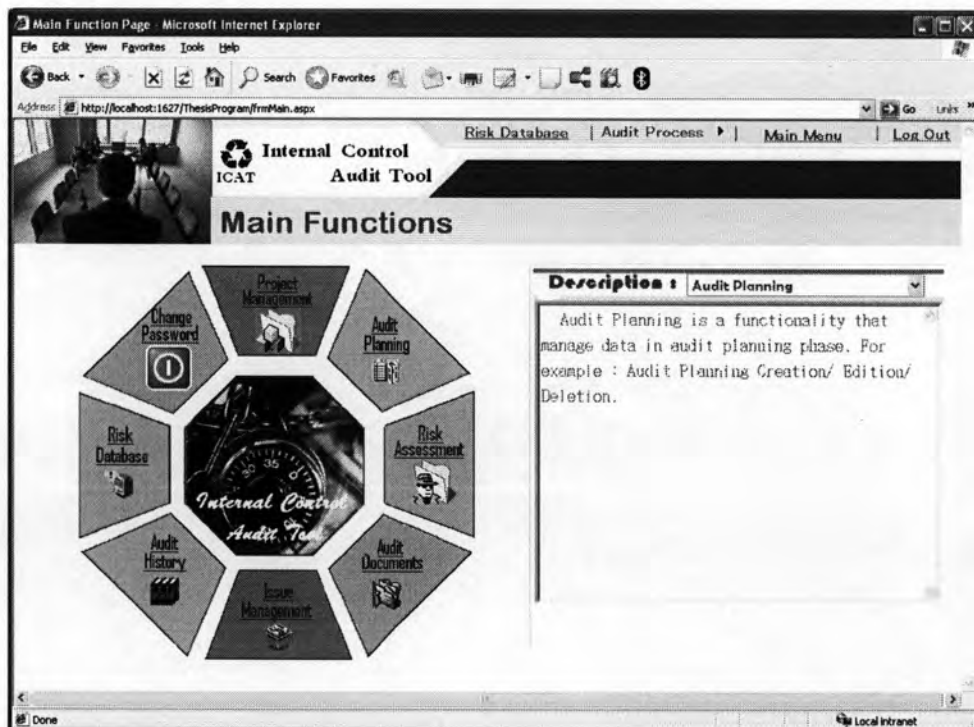 Main Function Page - Microsoft Internet Explorer
File Edit View Favorites Tools Help
Back Search Favorites
Address http://localhost:1627/ThesisProgram/frmMain.aspx Go Links »
Risk Database | Audit Process | Main Menu | Log Out
Internal Control
ICAT Audit Tool
Main Functions
Project
Management
Audit
Planning
Risk
Assessment
Audit
Documents
Issue
Management
Audit
History
Risk
Database
Change
Password
Internal Control
Audit Tool
30 35 0
Description : Audit Planning
Audit Planning is a functionality that
manage data in audit planning phase. For
example : Audit Planning Creation/ Edition/
Deletion.
Done Local intranet